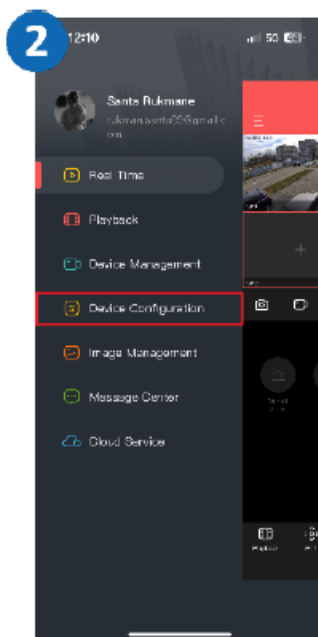 2
12:10
5G
Santa Rukmane
Real Time
Playback
Device Management
Device Configuration
Image Management
Message Center
Cloud Service
Playback